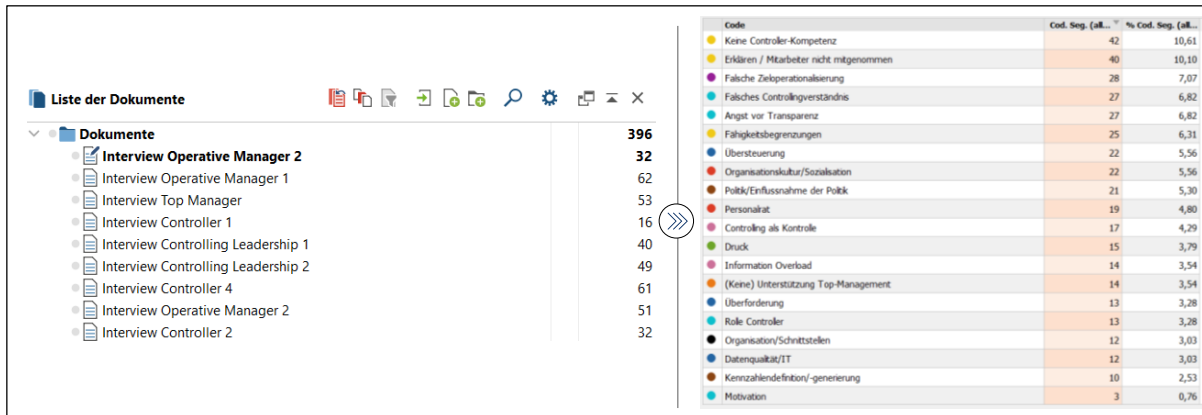 Liste der Dokumente
Dokumente 396
Interview Operative Manager 2 32
Interview Operative Manager 1 62
Interview Top Manager 53
Interview Controller 1 16
Interview Controlling Leadership 1 40
Interview Controlling Leadership 2 49
Interview Controller 4 61
Interview Operative Manager 2 51
Interview Controller 2 32
Code Cod. Seg. (all... % Cod. Seg. (all...
Keine Controller-Kompetenz 42 10,61
Erklären / Mitarbeiter nicht mitgenommen 40 10,10
Falsche Zieloperationalisierung 28 7,07
Falsches Controllingverständnis 27 6,82
Angst vor Transparenz 27 6,82
Fähigkeitsbegrenzungen 25 6,31
Übersteuerung 22 5,56
Organisationskultur/Sozialisation 22 5,56
Politik/Einflussnahme der Politik 21 5,30
Personalrat 19 4,80
Controlling als Kontrolle 17 4,29
Druck 15 3,79
Information Overload 14 3,54
(Keine) Unterstützung Top-Management 14 3,54
Überforderung 13 3,28
Rolle Controller 13 3,28
Organisation/Schnittstellen 12 3,03
Datenqualität/IT 12 3,03
Kennzahlendefinition/-generierung 10 2,53
Motivation 3 0,76